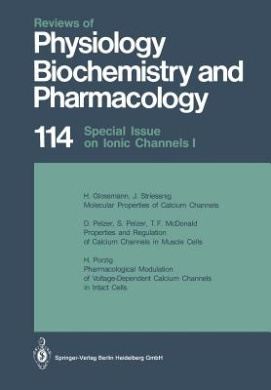 Reviews of
Physiology
Biochemistry and
Pharmacology
114 Special Issue
on Ionic Channels I
H. Glossmann, J. Striessnig
Molecular Properties of Calcium Channels
D. Pelzer, S. Pelzer, T.F. McDonald
Properties and Regulation
of Calcium Channels in Muscle Cells
H. Porzig
Pharmacological Modulation
of Voltage-Dependent Calcium Channels
in Intact Cells
Springer-Verlag Berlin Heidelberg GmbH